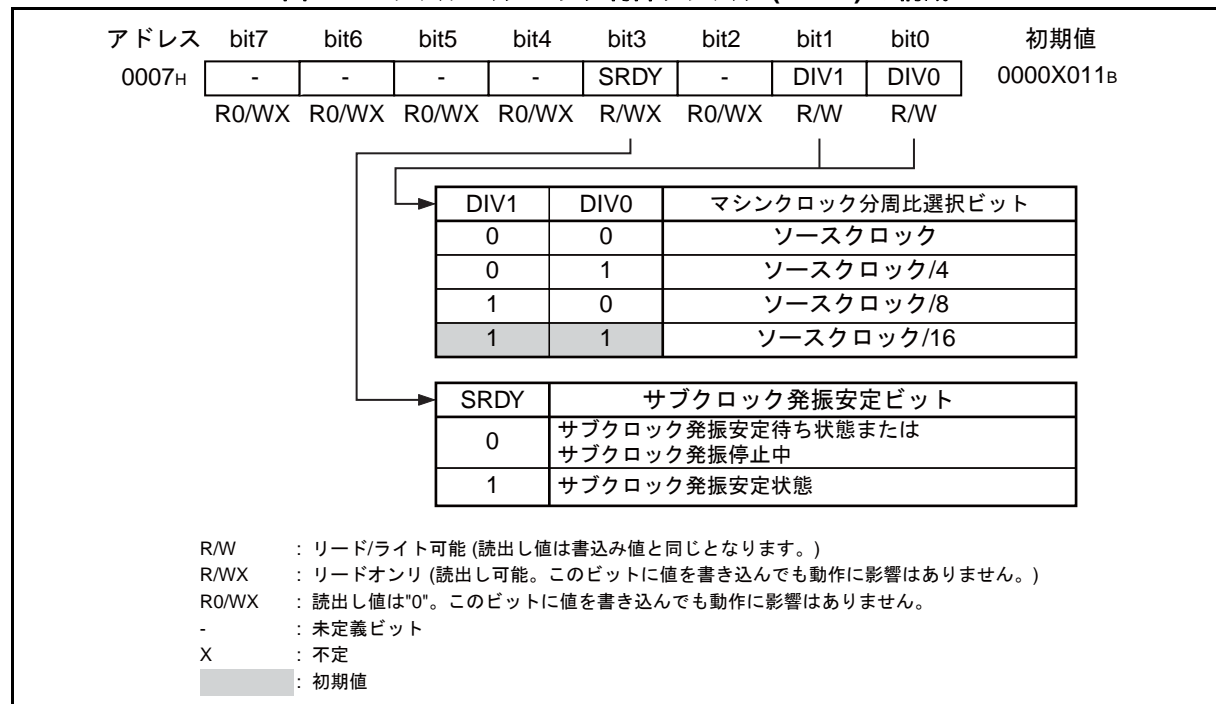 アドレス bit7 bit6 bit5 bit4 bit3 bit2 bit1 bit0 初期値
0007H - - - - SRDY - DIV1 DIV0 0000X011B
R0/WX R0/WX R0/WX R0/WX R/WX R0/WX R/W R/W
DIV1 DIV0 マシンクロック分周比選択ビット
0 0 ソースクロック
0 1 ソースクロック/4
1 0 ソースクロック/8
1 1 ソースクロック/16
SRDY サブクロック発振安定ビット
0 サブクロック発振安定待ち状態または
サブクロック発振停止中
1 サブクロック発振安定状態
R/W : リード/ライト可能 (読出し値は書込み値と同じとなります。)
R/WX : リードオンリ (読出し可能。このビットに値を書き込んでも動作に影響はありません。)
R0/WX : 読出し値は"0"。このビットに値を書き込んでも動作に影響はありません。
- : 未定義ビット
X : 不定
: 初期値